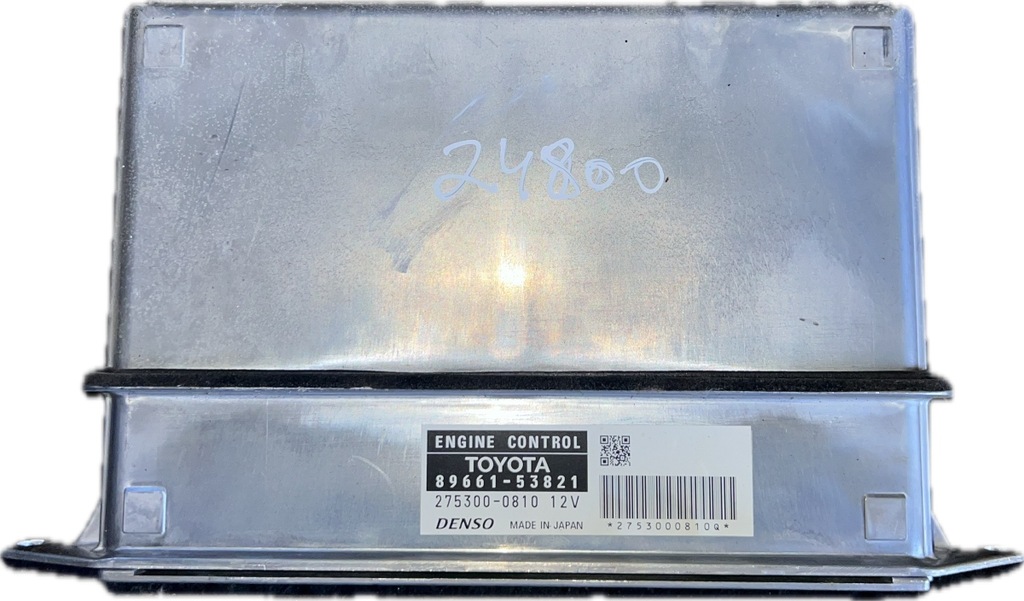 24800
ENGINE CONTROL
TOYOTA
89661-53821
275300-0810 12V
DENSO MADE IN JAPAN
*2753000810Q*